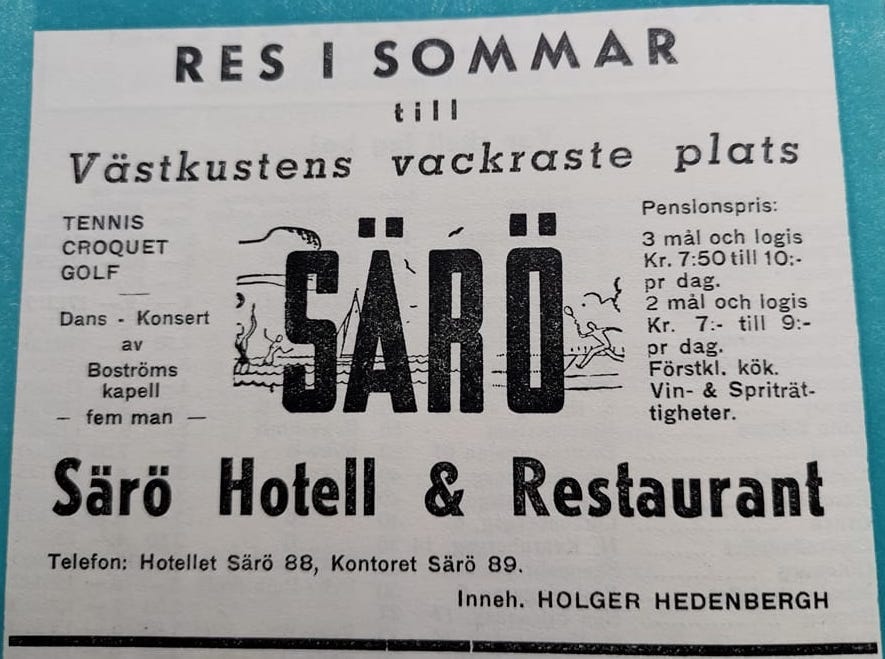 RES I SOMMAR
till
Västkustens vackraste plats
TENNIS
CROQUET
GOLF
Dans - Konsert
av
Boströms
kapell
— fem man —
SÄRÖ
Pensionspris:
3 mål och logis
Kr. 7:50 till 10:-
pr dag.
2 mål och logis
Kr. 7:- till 9:-
pr dag.
Förstkl. kök.
Vin- & Spriträt-
tigheter.
Särö Hotell & Restaurant
Telefon: Hotellet Särö 88, Kontoret Särö 89.
Inneh. HOLGER HEDENBERGH